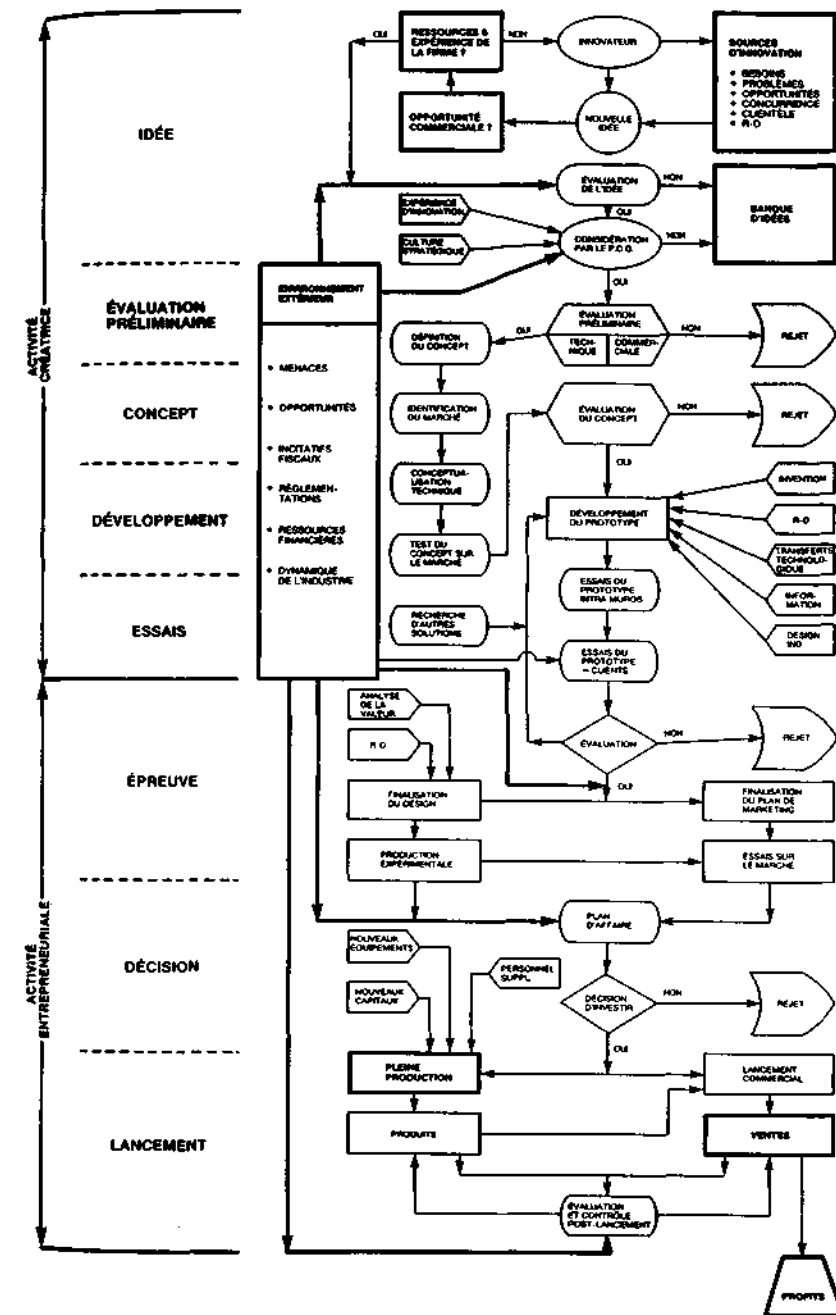 RESSOURCES &
EXPÉRIENCE DE
LA FIRME ?
OUI
NON
INNOVATEUR
SOURCES
D'INNOVATION
BESOINS
PROBLÈMES
OPPORTUNITÉS
CONCURRENCE
CLIENTÈLE
R-D
OPPORTUNITÉ
COMMERCIALE ?
NOUVELLE
IDÉE
IDÉE
ÉVALUATION
DE L'IDÉE
NON
OUI
BANQUE
D'IDÉES
EXPÉRIENCE
D'INNOVATION
CULTURE
STRATÉGIQUE
CONSIDÉRATION
PAR LE P.D.G.
NON
OUI
ACTIVITÉ
CRÉATRICE
ENVIRONNEMENT
EXTÉRIEUR
MENACES
OPPORTUNITÉS
INCITATIFS
FISCAUX
RÉGLEMEN-
TATIONS
RESSOURCES
FINANCIÈRES
DYNAMIQUE
DE L'INDUSTRIE
ÉVALUATION
PRÉLIMINAIRE
DÉFINITION
DU CONCEPT
OUI
ÉVALUATION
PRÉLIMINAIRE
TECH-
NIQUE
COMMER-
CIALE
NON
REJET
CONCEPT
IDENTIFICATION
DU MARCHÉ
ÉVALUATION
DU CONCEPT
NON
REJET
OUI
CONCEPTUA-
LISATION
TECHNIQUE
DÉVELOPPEMENT
TEST DU
CONCEPT SUR
LE MARCHÉ
DÉVELOPPEMENT
DU PROTOTYPE
INVENTION
R-D
TRANSFERTS
TECHNOLO-
GIQUE
INFOR-
MATION
DESIGN
IND
ESSAIS DU
PROTOTYPE
INTRA MUROS
ESSAIS
RECHERCHE
D'AUTRES
SOLUTIONS
ESSAIS DU
PROTOTYPE
– CLIENTS
ACTIVITÉ
ENTREPRENEURIALE
ÉPREUVE
ANALYSE
DE LA
VALEUR
R-D
ÉVALUATION
NON
REJET
OUI
FINALISATION
DU DESIGN
FINALISATION
DU PLAN DE
MARKETING
PRODUCTION
EXPÉRIMENTALE
ESSAIS SUR
LE MARCHÉ
DÉCISION
PLAN
D'AFFAIRE
NOUVEAUX
ÉQUIPEMENTS
NOUVEAUX
CAPITAUX
PERSONNEL
SUPPL
DÉCISION
D'INVESTIR
NON
REJET
OUI
LANCEMENT
PLEINE
PRODUCTION
LANCEMENT
COMMERCIAL
PRODUITS
VENTES
ÉVALUATION
ET CONTRÔLE
POST-LANCEMENT
PROFITS